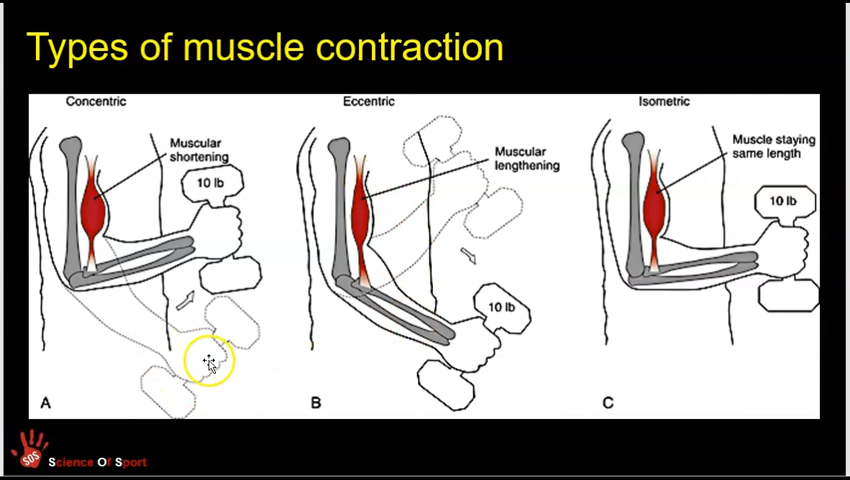 Types of muscle contraction
Concentric
Muscular
shortening
10 lb
A
Eccentric
Muscular
lengthening
10 lb
B
Isometric
Muscle staying
same length
10 lb
C
SOS
Science Of Sport